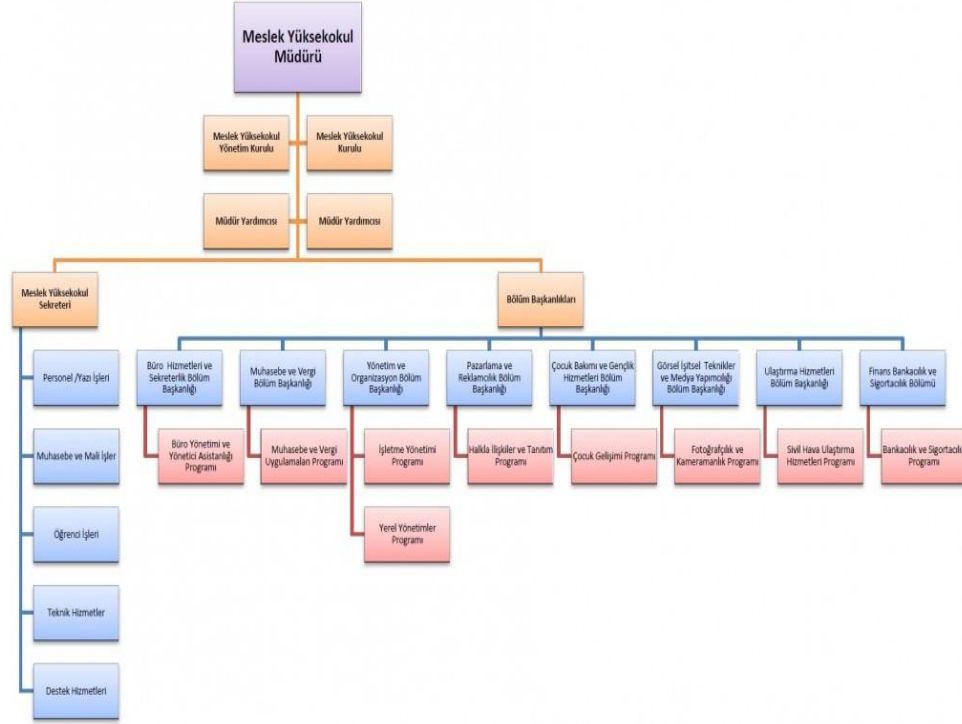 Meslek Yüksekokul
Müdürü
Meslek Yüksekokul
Yönetim Kurulu
Meslek Yüksekokul
Kurulu
Müdür Yardımcısı
Müdür Yardımcısı
Meslek Yüksekokul
Sekreteri
Bölüm Başkanlıkları
Personel /Yazı İşleri
Muhasebe ve Mali İşler
Öğrenci İşleri
Teknik Hizmetler
Destek Hizmetleri
Büro Hizmetleri ve
Sekreterlik Bölüm
Başkanlığı
Büro Yönetimi ve
Yönetici Asistanlığı
Programı
Muhasebe ve Vergi
Bölüm Başkanlığı
Muhasebe ve Vergi
Uygulamaları Programı
Yönetim ve
Organizasyon Bölüm
Başkanlığı
İşletme Yönetimi
Programı
Yerel Yönetimler
Programı
Pazarlama ve
Reklamcılık Bölüm
Başkanlığı
Halkla İlişkiler ve Tanıtım
Programı
Çocuk Bakımı ve Gençlik
Hizmetleri Bölüm
Başkanlığı
Çocuk Gelişimi Programı
Görsel İşitsel Teknikler
ve Medya Yapımcılığı
Bölüm Başkanlığı
Fotoğrafçılık ve
Kameramanlık Programı
Ulaştırma Hizmetleri
Bölüm Başkanlığı
Sivil Hava Ulaştırma
Hizmetleri Programı
Finans Bankacılık ve
Sigortacılık Bölümü
Bankacılık ve Sigortacılık
Programı